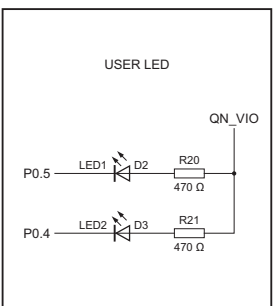 USER LED
QN_VIO
P0.5 LED1 D2 R20
470 Ω
P0.4 LED2 D3 R21
470 Ω